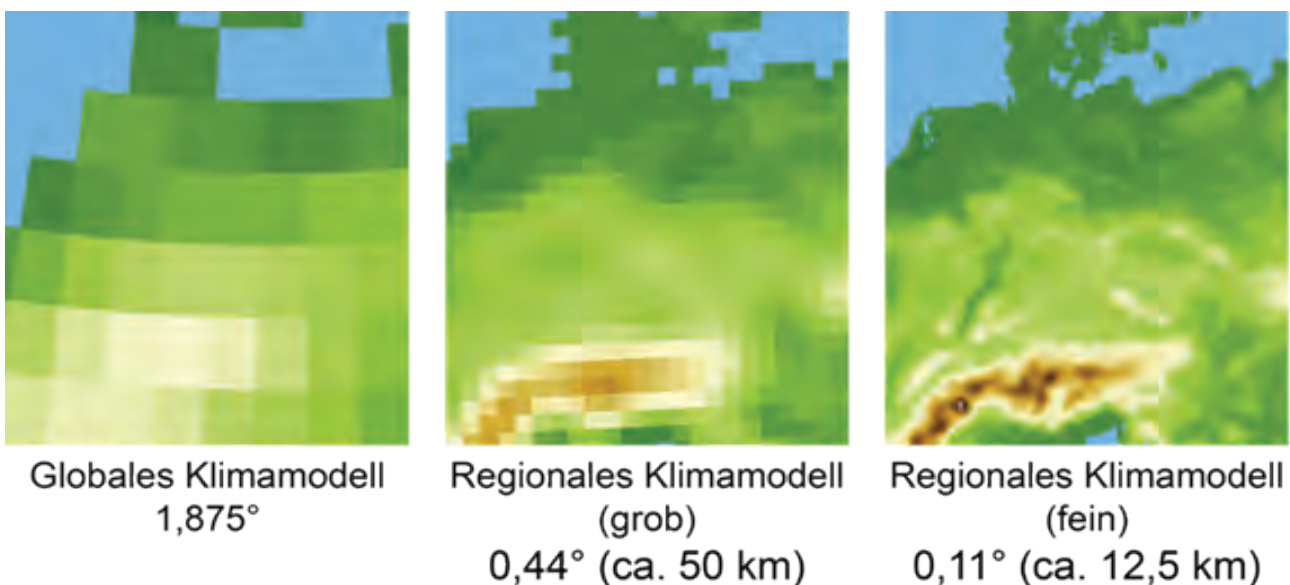 Globales Klimamodell
1,875°
Regionales Klimamodell
(grob)
0,44° (ca. 50 km)
Regionales Klimamodell
(fein)
0,11° (ca. 12,5 km)